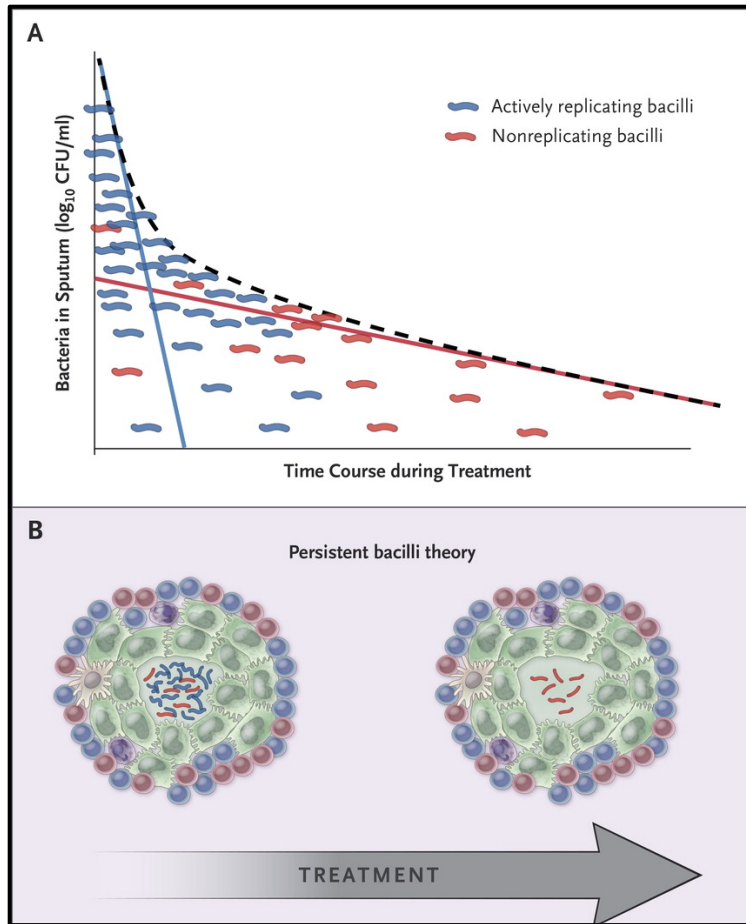 A
Actively replicating bacilli
Nonreplicating bacilli
Bacteria in Sputum (log₁₀ CFU/ml)
Time Course during Treatment
B
Persistent bacilli theory
TREATMENT